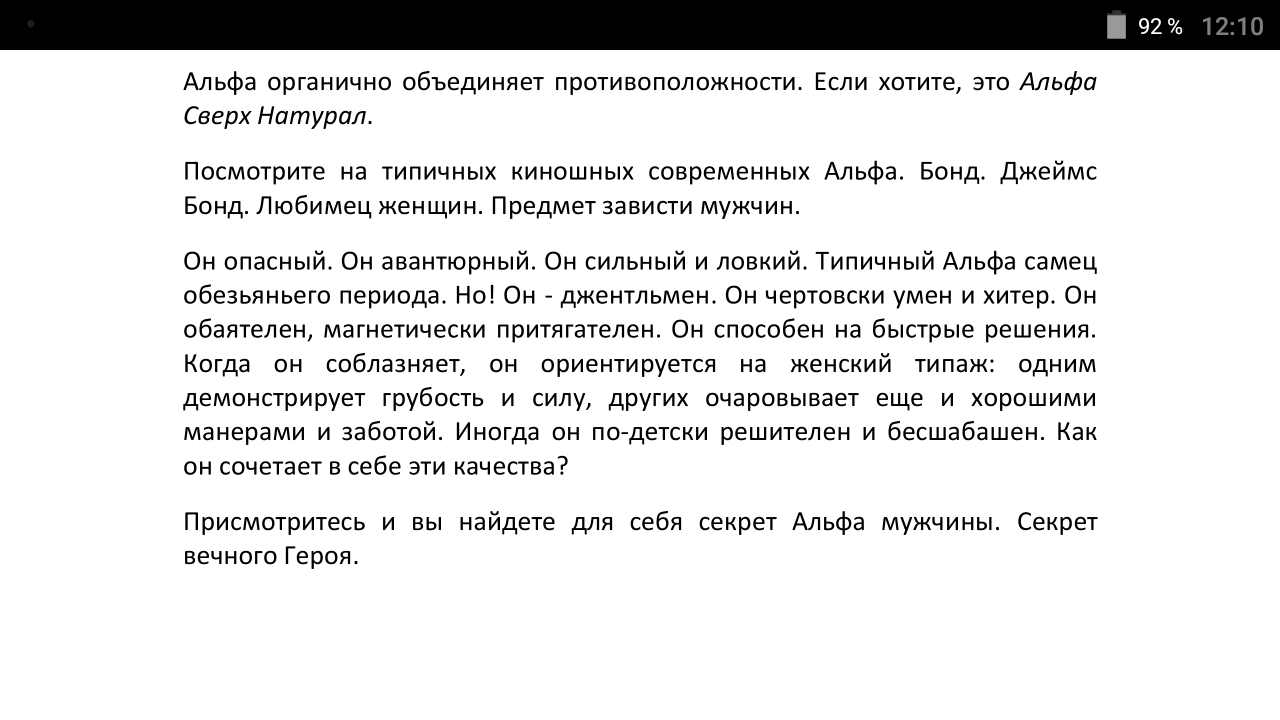 92 % 12:10
Альфа органично объединяет противоположности. Если хотите, это Альфа
Сверх Натурал.
Посмотрите на типичных киношных современных Альфа. Бонд. Джеймс
Бонд. Любимец женщин. Предмет зависти мужчин.
Он опасный. Он авантюрный. Он сильный и ловкий. Типичный Альфа самец
обезьяньего периода. Но! Он - джентльмен. Он чертовски умен и хитер. Он
обаятелен, магнетически притягателен. Он способен на быстрые решения.
Когда он соблазняет, он ориентируется на женский типаж: одним
демонстрирует грубость и силу, других очаровывает еще и хорошими
манерами и заботой. Иногда он по-детски решителен и бесшабашен. Как
он сочетает в себе эти качества?
Присмотритесь и вы найдете для себя секрет Альфа мужчины. Секрет
вечного Героя.